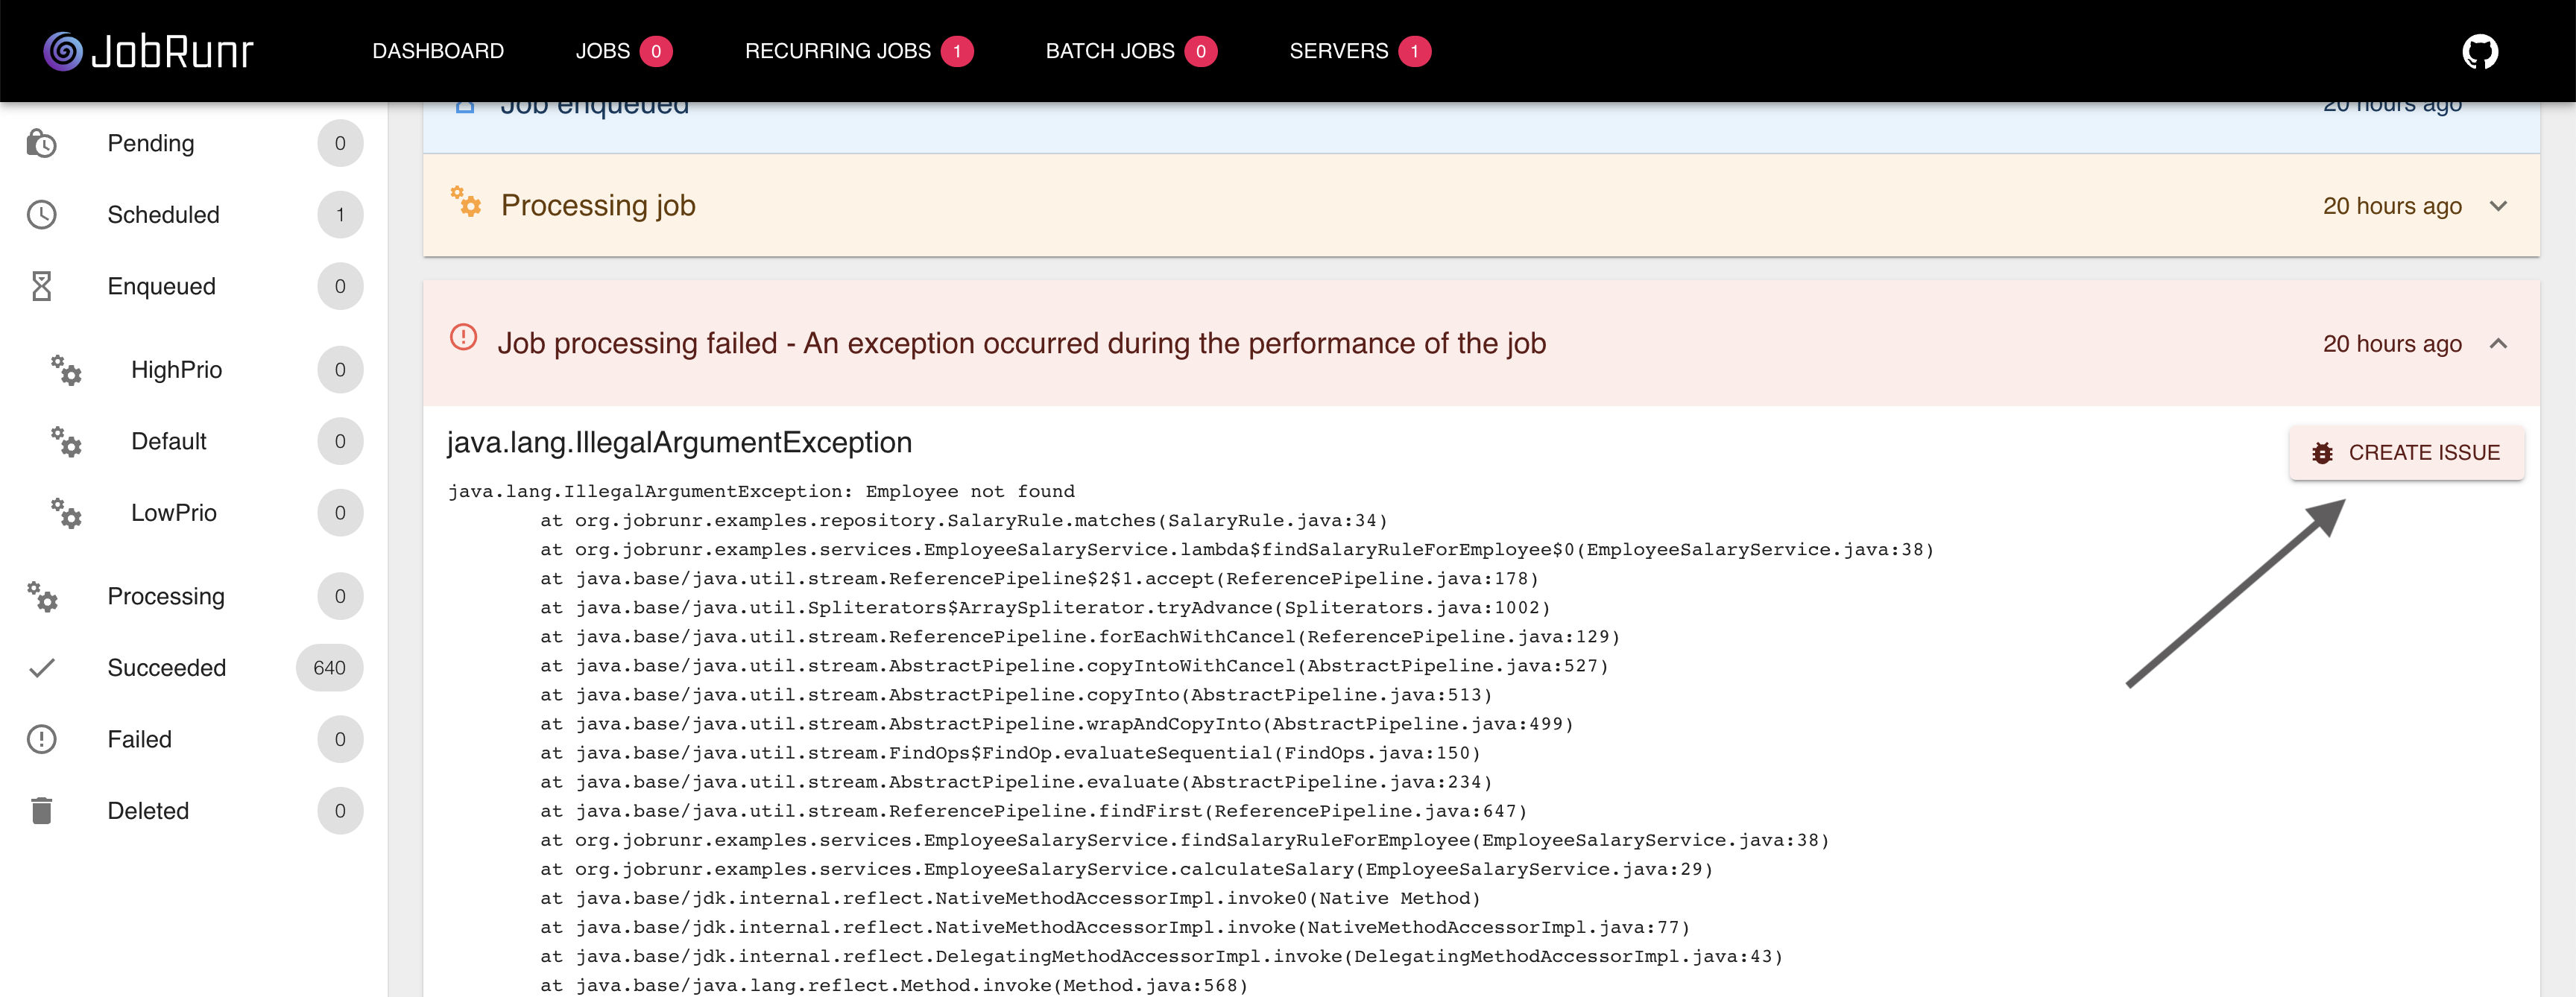 JobRunr
DASHBOARD
JOBS 0
RECURRING JOBS 1
BATCH JOBS 0
SERVERS 1
Pending 0
Scheduled 1
Enqueued 0
HighPrio 0
Default 0
LowPrio 0
Processing 0
Succeeded 640
Failed 0
Deleted 0
Job enqueued 20 hours ago
Processing job 20 hours ago
Job processing failed - An exception occurred during the performance of the job 20 hours ago
java.lang.IllegalArgumentException
CREATE ISSUE
java.lang.IllegalArgumentException: Employee not found
at org.jobrunr.examples.repository.SalaryRule.matches(SalaryRule.java:34)
at org.jobrunr.examples.services.EmployeeSalaryService.lambda$findSalaryRuleForEmployee$0(EmployeeSalaryService.java:38)
at java.base/java.util.stream.ReferencePipeline$2$1.accept(ReferencePipeline.java:178)
at java.base/java.util.Spliterators$ArraySpliterator.tryAdvance(Spliterators.java:1002)
at java.base/java.util.stream.ReferencePipeline.forEachWithCancel(ReferencePipeline.java:129)
at java.base/java.util.stream.AbstractPipeline.copyIntoWithCancel(AbstractPipeline.java:527)
at java.base/java.util.stream.AbstractPipeline.copyInto(AbstractPipeline.java:513)
at java.base/java.util.stream.AbstractPipeline.wrapAndCopyInto(AbstractPipeline.java:499)
at java.base/java.util.stream.FindOps$FindOp.evaluateSequential(FindOps.java:150)
at java.base/java.util.stream.AbstractPipeline.evaluate(AbstractPipeline.java:234)
at java.base/java.util.stream.ReferencePipeline.findFirst(ReferencePipeline.java:647)
at org.jobrunr.examples.services.EmployeeSalaryService.findSalaryRuleForEmployee(EmployeeSalaryService.java:38)
at org.jobrunr.examples.services.EmployeeSalaryService.calculateSalary(EmployeeSalaryService.java:29)
at java.base/jdk.internal.reflect.NativeMethodAccessorImpl.invoke0(Native Method)
at java.base/jdk.internal.reflect.NativeMethodAccessorImpl.invoke(NativeMethodAccessorImpl.java:77)
at java.base/jdk.internal.reflect.DelegatingMethodAccessorImpl.invoke(DelegatingMethodAccessorImpl.java:43)
at java.base/java.lang.reflect.Method.invoke(Method.java:568)